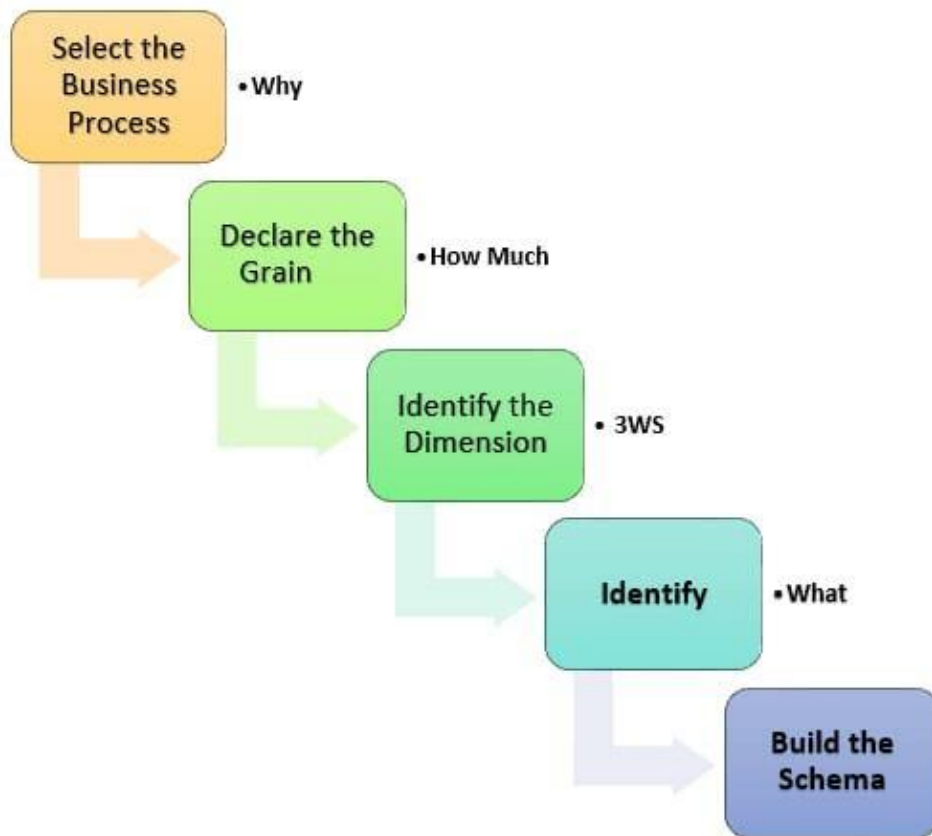 Select the
Business
Process
• Why
Declare the
Grain
• How Much
Identify the
Dimension
• 3WS
Identify
• What
Build the
Schema